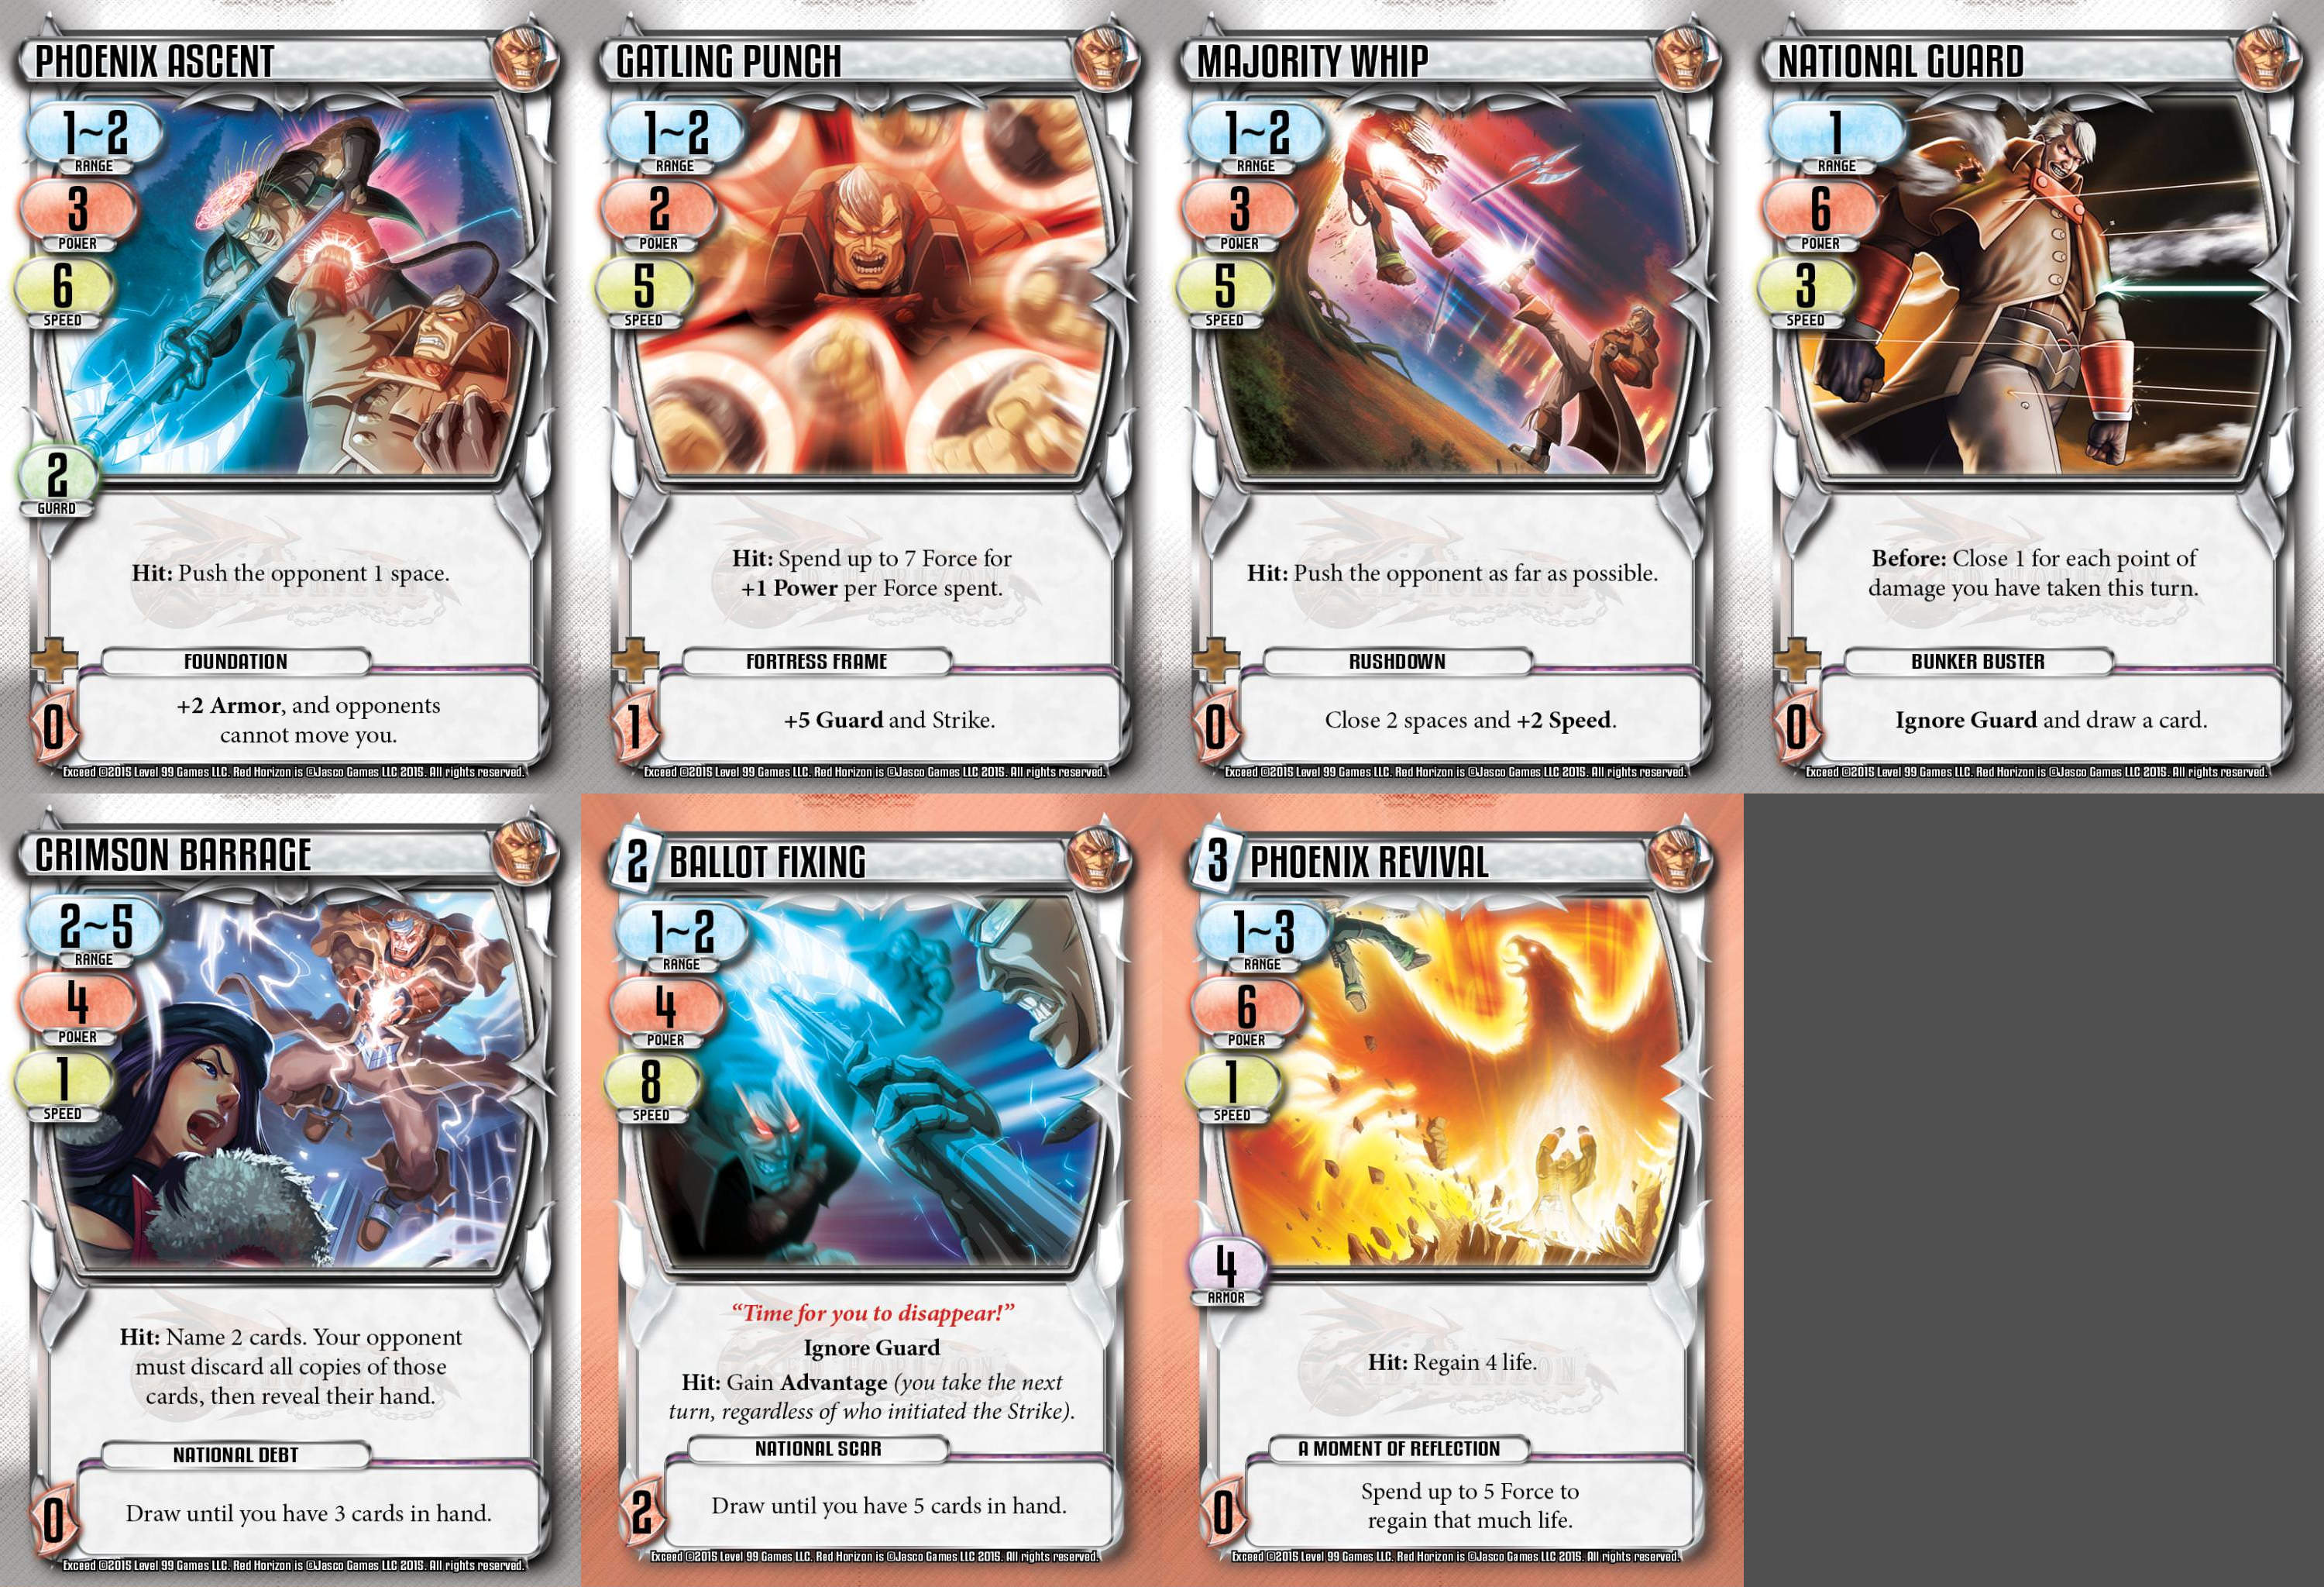 PHOENIX ASCENT
1~2
RANGE
3
POWER
6
SPEED
2
GUARD
Hit: Push the opponent 1 space.
FOUNDATION
0
+2 Armor, and opponents
cannot move you.
Exceed ©2015 Level 99 Games LLC. Red Horizon is ©Jasco Games LLC 2015. All rights reserved.
GATLING PUNCH
1~2
RANGE
2
POWER
5
SPEED
Hit: Spend up to 7 Force for
+1 Power per Force spent.
FORTRESS FRAME
1
+5 Guard and Strike.
Exceed ©2015 Level 99 Games LLC. Red Horizon is ©Jasco Games LLC 2015. All rights reserved.
MAJORITY WHIP
1~2
RANGE
3
POWER
5
SPEED
Hit: Push the opponent as far as possible.
RUSHDOWN
0
Close 2 spaces and +2 Speed.
Exceed ©2015 Level 99 Games LLC. Red Horizon is ©Jasco Games LLC 2015. All rights reserved.
NATIONAL GUARD
1
RANGE
6
POWER
3
SPEED
Before: Close 1 for each point of
damage you have taken this turn.
BUNKER BUSTER
0
Ignore Guard and draw a card.
Exceed ©2015 Level 99 Games LLC. Red Horizon is ©Jasco Games LLC 2015. All rights reserved.
CRIMSON BARRAGE
2~5
RANGE
4
POWER
1
SPEED
Hit: Name 2 cards. Your opponent
must discard all copies of those
cards, then reveal their hand.
NATIONAL DEBT
0
Draw until you have 3 cards in hand.
Exceed ©2015 Level 99 Games LLC. Red Horizon is ©Jasco Games LLC 2015. All rights reserved.
2 BALLOT FIXING
1~2
RANGE
4
POWER
8
SPEED
“Time for you to disappear!”
Ignore Guard
Hit: Gain Advantage (you take the next
turn, regardless of who initiated the Strike).
NATIONAL SCAR
2
Draw until you have 5 cards in hand.
Exceed ©2015 Level 99 Games LLC. Red Horizon is ©Jasco Games LLC 2015. All rights reserved.
3 PHOENIX REVIVAL
1~3
RANGE
6
POWER
1
SPEED
4
ARMOR
Hit: Regain 4 life.
A MOMENT OF REFLECTION
0
Spend up to 5 Force to
regain that much life.
Exceed ©2015 Level 99 Games LLC. Red Horizon is ©Jasco Games LLC 2015. All rights reserved.